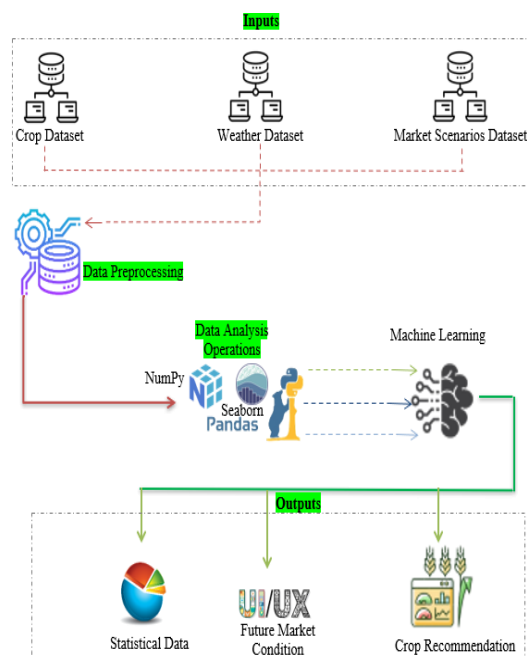 Inputs
Crop Dataset
Weather Dataset
Market Scenarios Dataset
Data Preprocessing
Data Analysis
Operations
Machine Learning
NumPy
Seaborn
Pandas
Outputs
UI/UX
Statistical Data
Future Market
Condition
Crop Recommendation